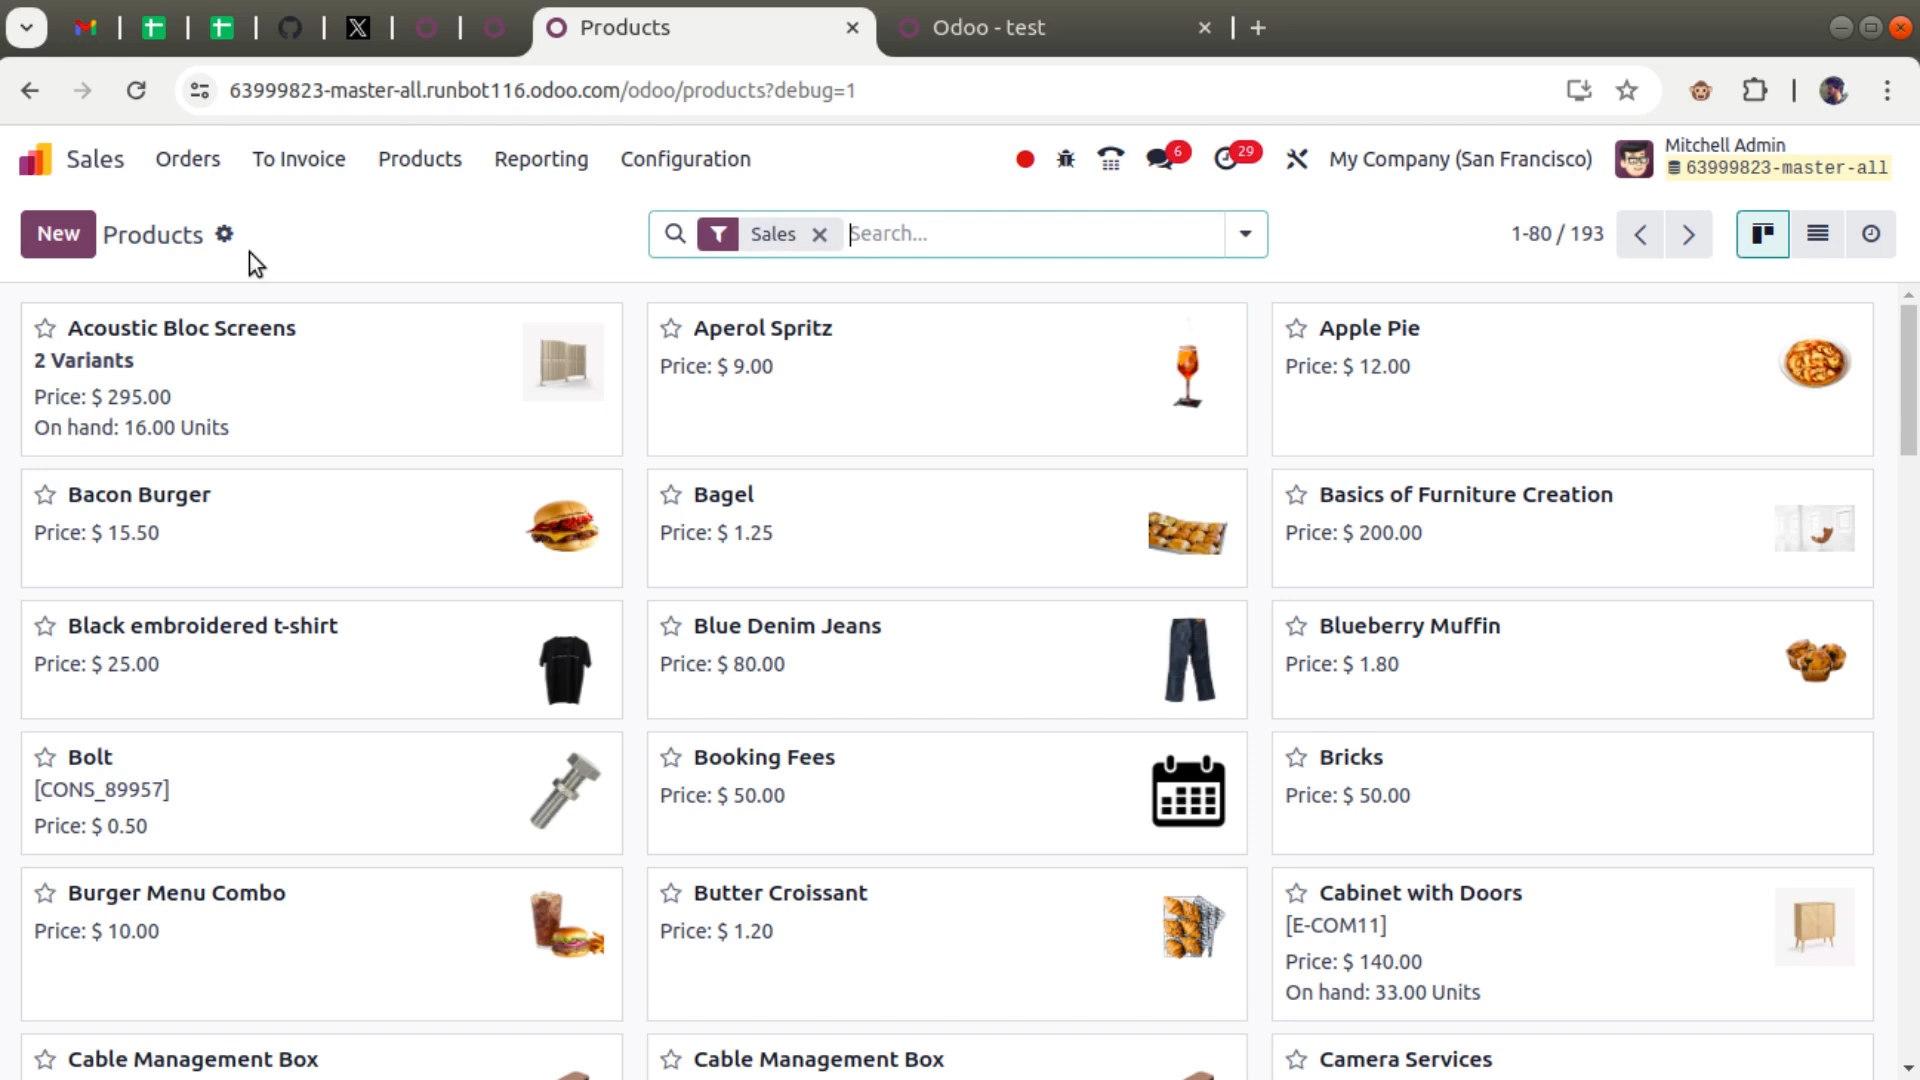 Products
Odoo - test
63999823-master-all.runbot116.odoo.com/odoo/products?debug=1
Sales
Orders
To Invoice
Products
Reporting
Configuration
6
29
My Company (San Francisco)
Mitchell Admin
63999823-master-all
New
Products
Sales
Search...
1-80 / 193
Acoustic Bloc Screens
2 Variants
Price: $ 295.00
On hand: 16.00 Units
Aperol Spritz
Price: $ 9.00
Apple Pie
Price: $ 12.00
Bacon Burger
Price: $ 15.50
Bagel
Price: $ 1.25
Basics of Furniture Creation
Price: $ 200.00
Black embroidered t-shirt
Price: $ 25.00
Blue Denim Jeans
Price: $ 80.00
Blueberry Muffin
Price: $ 1.80
Bolt
[CONS_89957]
Price: $ 0.50
Booking Fees
Price: $ 50.00
Bricks
Price: $ 50.00
Burger Menu Combo
Price: $ 10.00
Butter Croissant
Price: $ 1.20
Cabinet with Doors
[E-COM11]
Price: $ 140.00
On hand: 33.00 Units
Cable Management Box
Cable Management Box
Camera Services